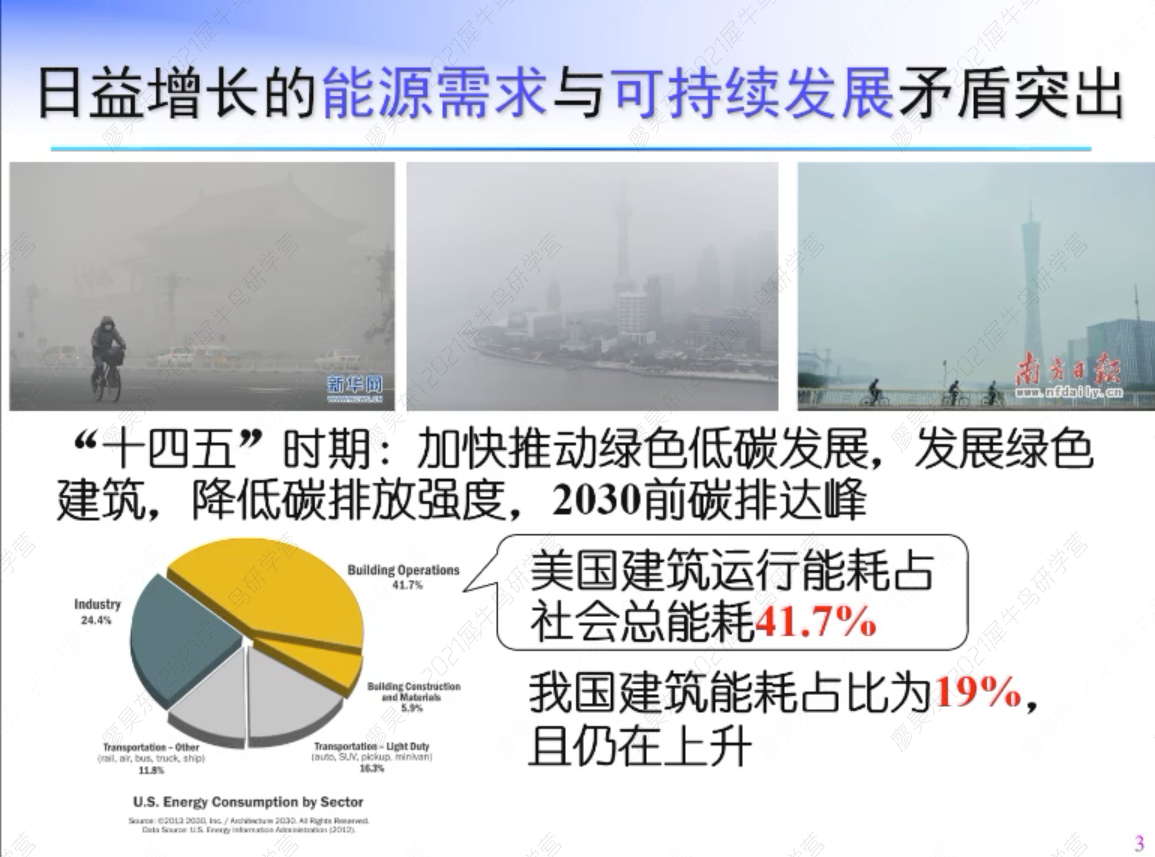 日益增长的能源需求与可持续发展矛盾突出
新华网
WWW.NEWS.CN
南方日报
www.nfdaily.cn
“十四五”时期：加快推动绿色低碳发展，发展绿色
建筑，降低碳排放强度，2030前碳排达峰
Building Operations
41.7%
Industry
24.4%
Building Construction
and Materials
5.9%
Transportation – Other
(rail, air, bus, truck, ship)
11.8%
Transportation – Light Duty
(auto, SUV, pickup, minivan)
16.3%
U.S. Energy Consumption by Sector
Source: ©2013 2030, Inc. / Architecture 2030. All Rights Reserved.
Data Source: U.S. Energy Information Administration (2012).
美国建筑运行能耗占
社会总能耗41.7%
我国建筑能耗占比为19%，
且仍在上升
3